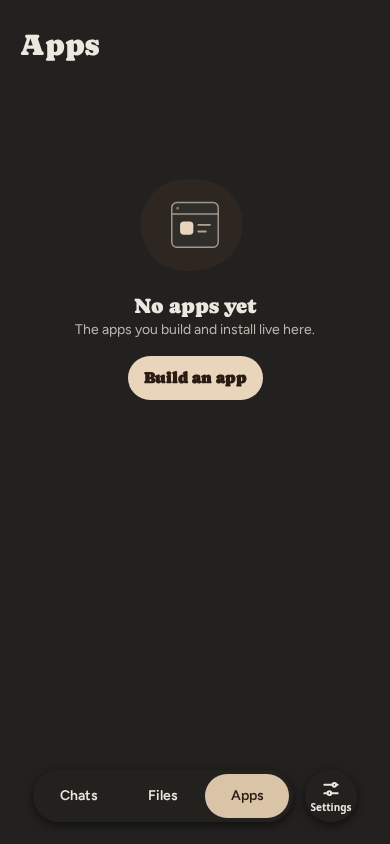 Apps
No apps yet
The apps you build and install live here.
Build an app
Chats
Files
Apps
Settings